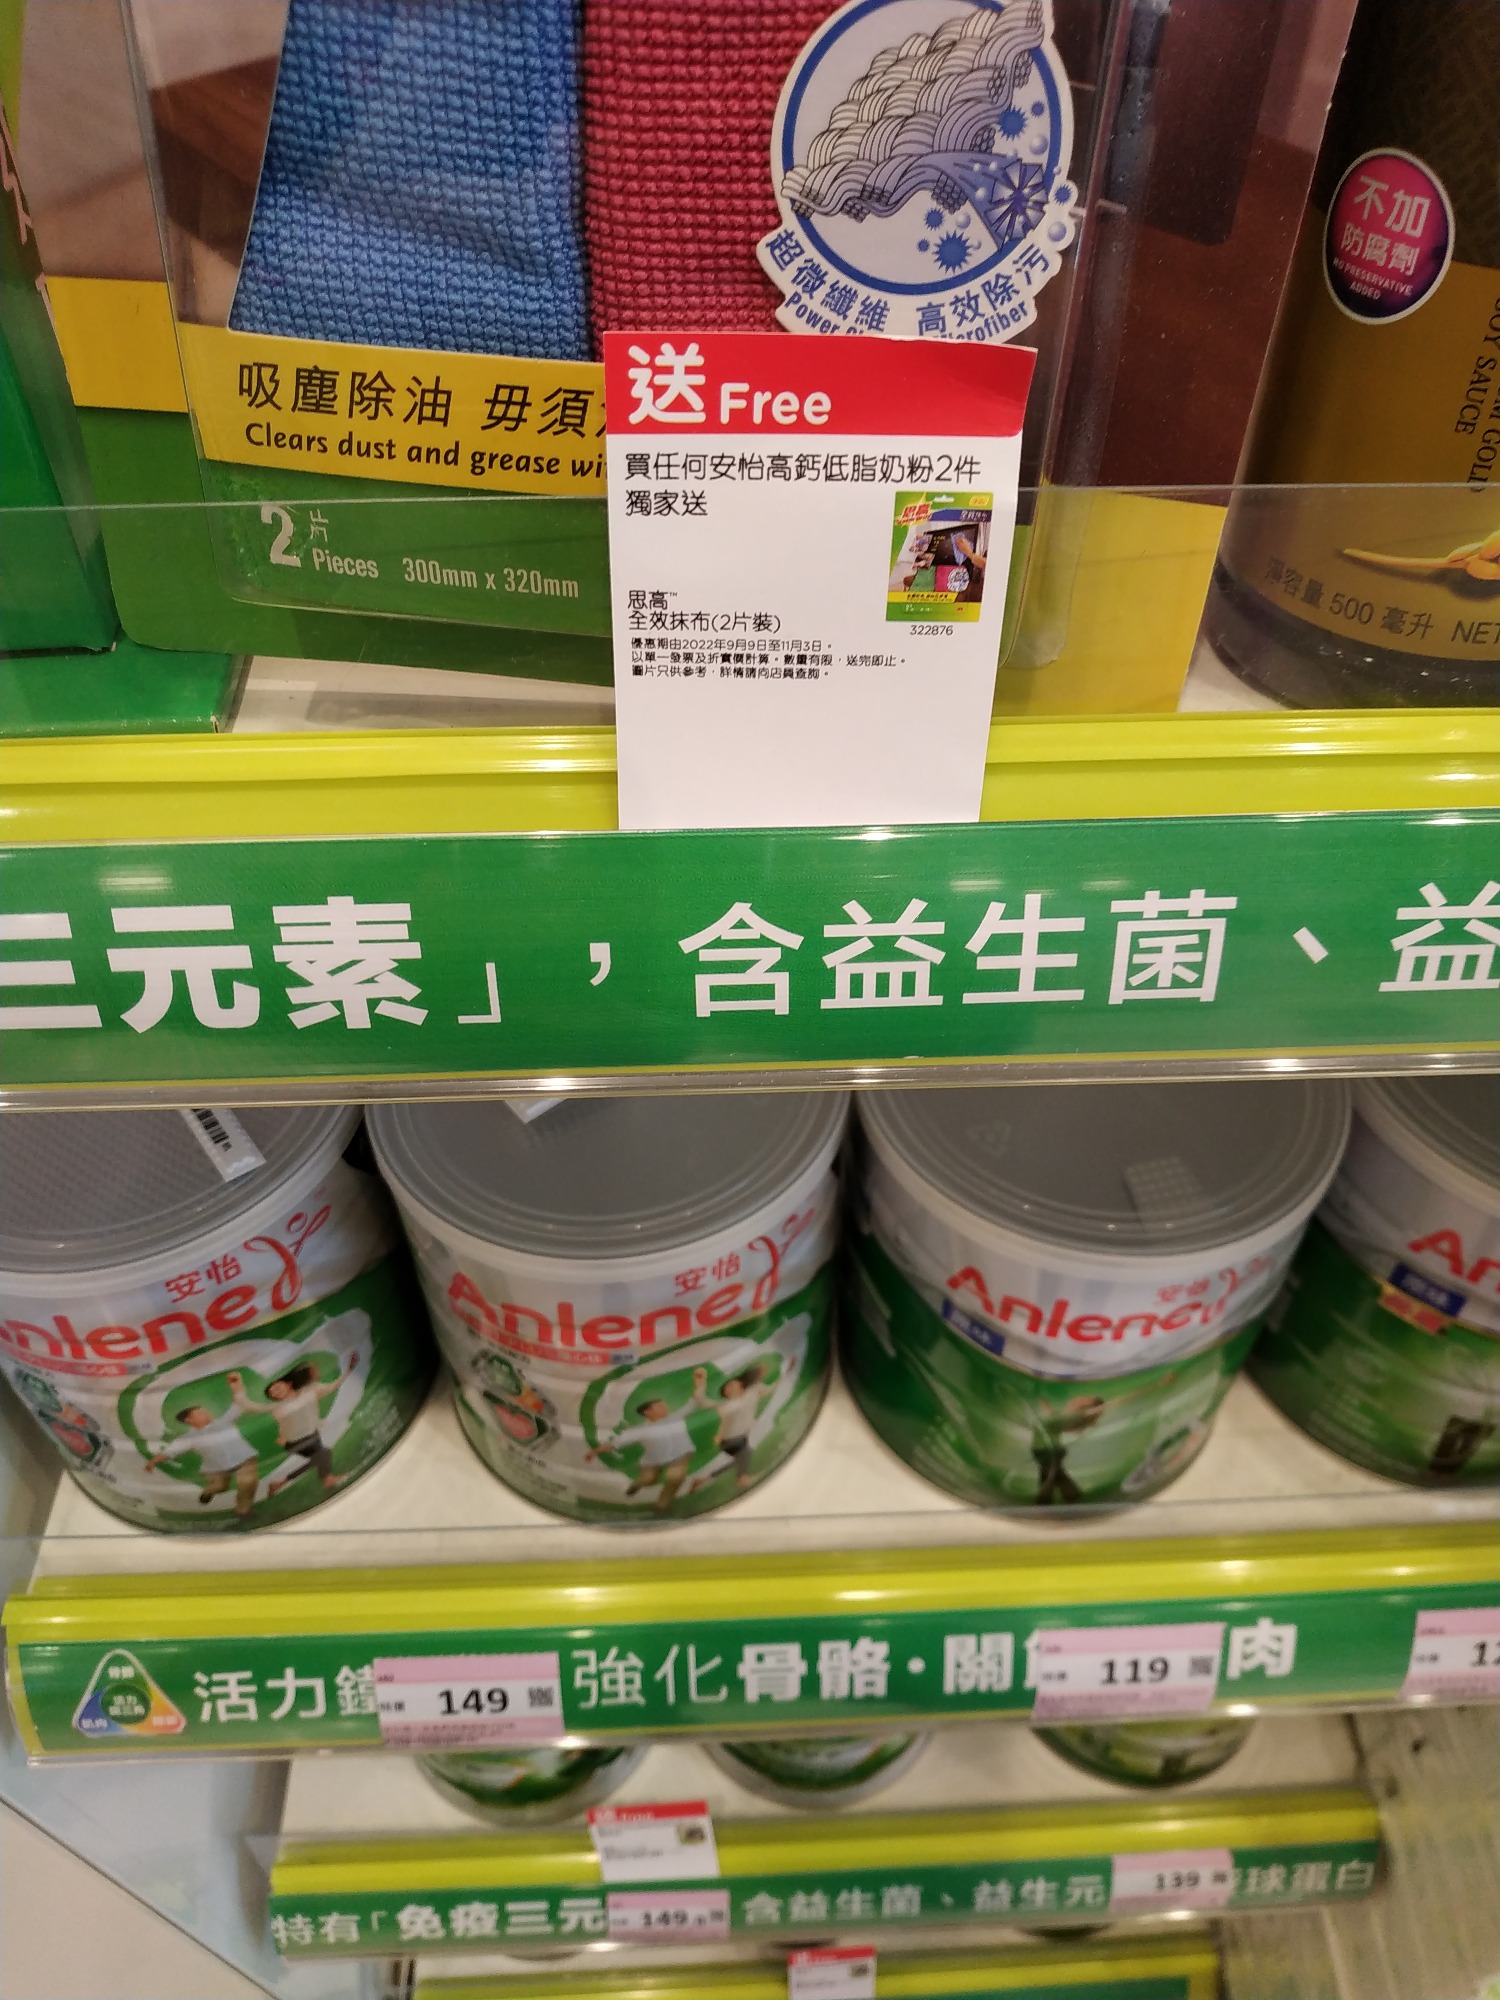 超微纖維 高效除污
Power
Microfiber
不加
防腐劑
NO PRESERVATIVE
ADDED
SOY SAUCE
吸塵除油 毋須
Clears dust and grease wi
2片
Pieces 300mm x 320mm
淨容量 500 毫升 NET
送Free
買任何安怡高鈣低脂奶粉2件
獨家送
思高™
全效抹布(2片裝)
322876
優惠期由2022年9月9日至11月3日。
以單一發票及折實價計算。數量有限，送完即止。
圖片只供參考，詳情請向店員查詢。
三元素」，含益生菌、益
安怡
nlene
安怡
Anlene
安怡
Anlene
An
活力鐵 149 強化骨骼·關 119 肉
12
特有「免疫三元 149 含益生菌、益生元 139 球蛋白